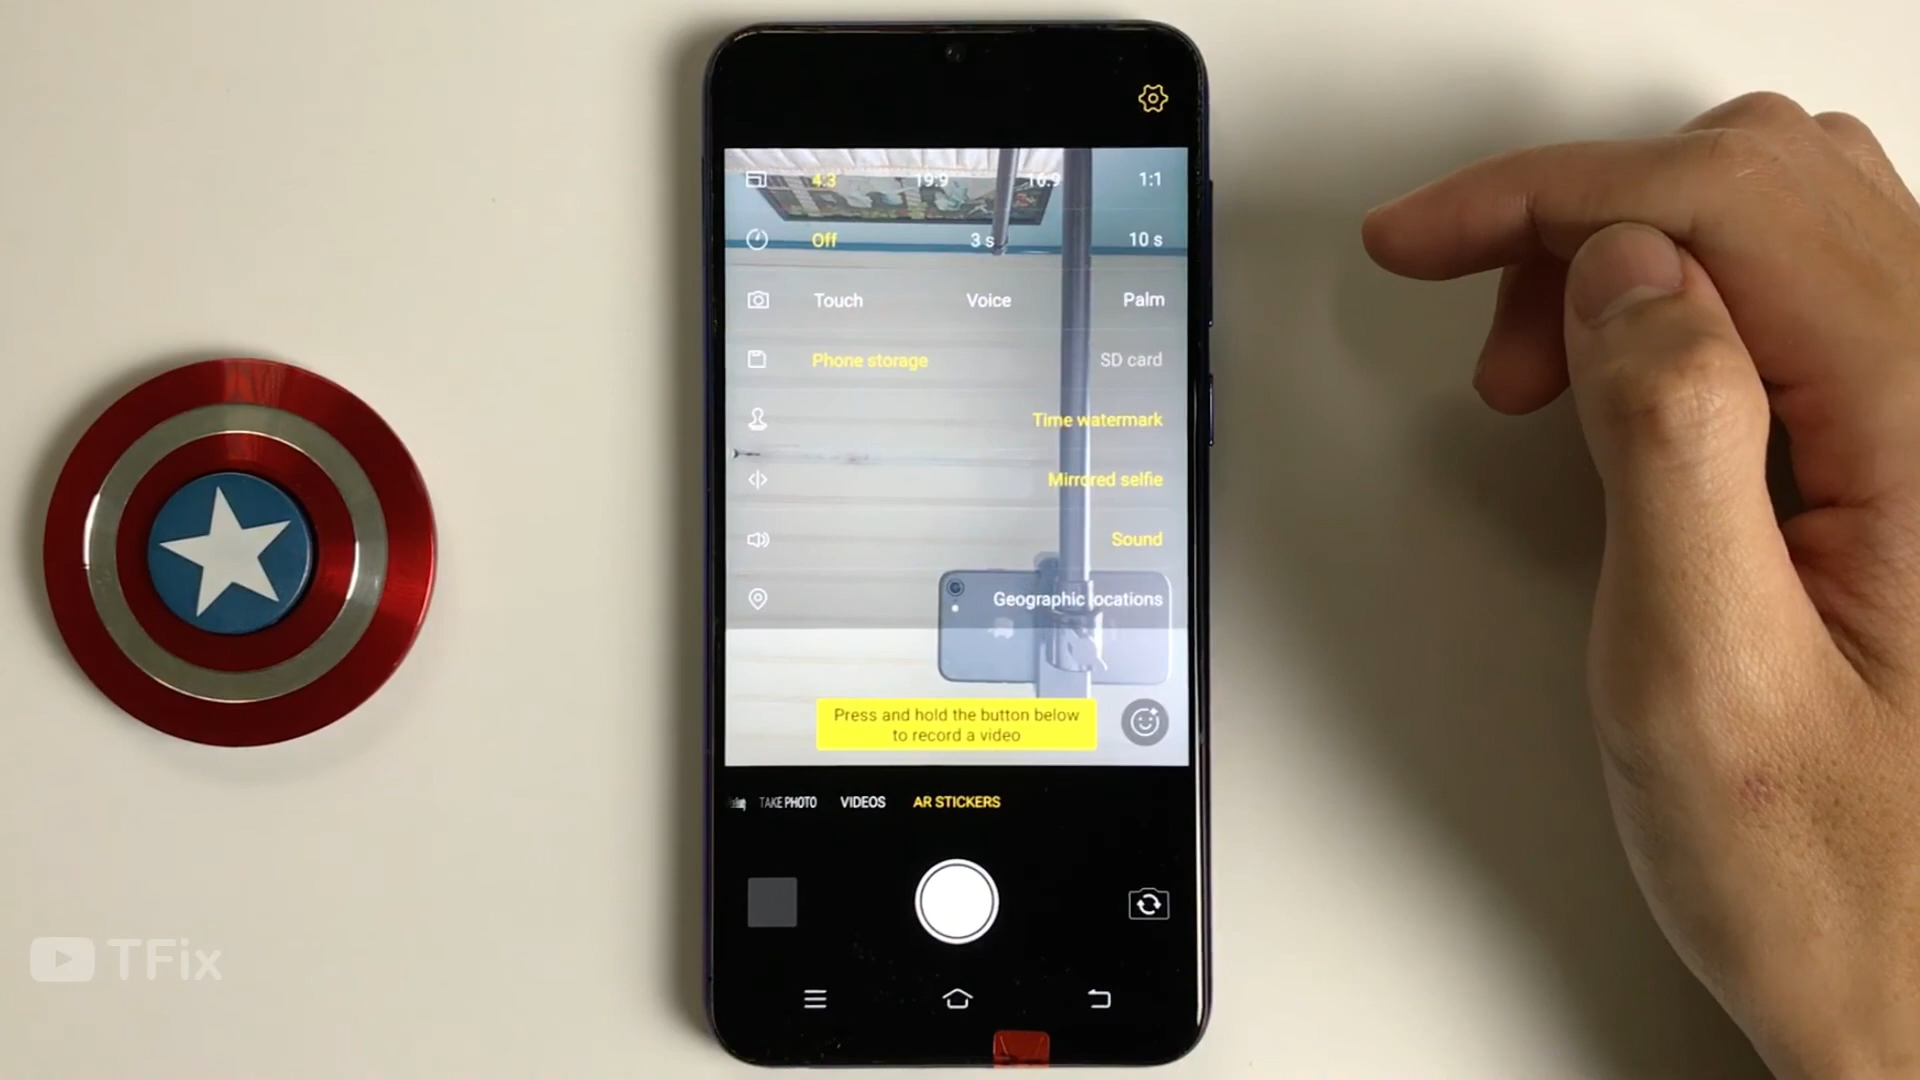 4:3 19:9 16:9 1:1
Off 3 s 10 s
Touch Voice Palm
Phone storage SD card
Time watermark
Mirrored selfie
Sound
Geographic locations
Press and hold the button below
to record a video
TAKE PHOTO VIDEOS AR STICKERS
TFix